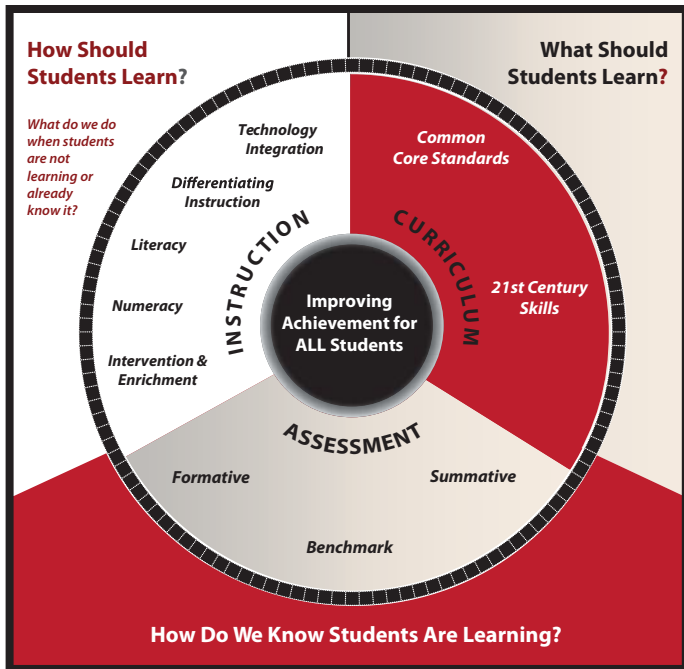 How Should
Students Learn?
What do we do
when students
are not
learning or
already
know it?
What Should
Students Learn?
Technology
Integration
Differentiating
Instruction
Literacy
Numeracy
Intervention &
Enrichment
INSTRUCTION
Common
Core Standards
21st Century
Skills
CURRICULUM
Improving
Achievement for
ALL Students
ASSESSMENT
Formative
Summative
Benchmark
How Do We Know Students Are Learning?